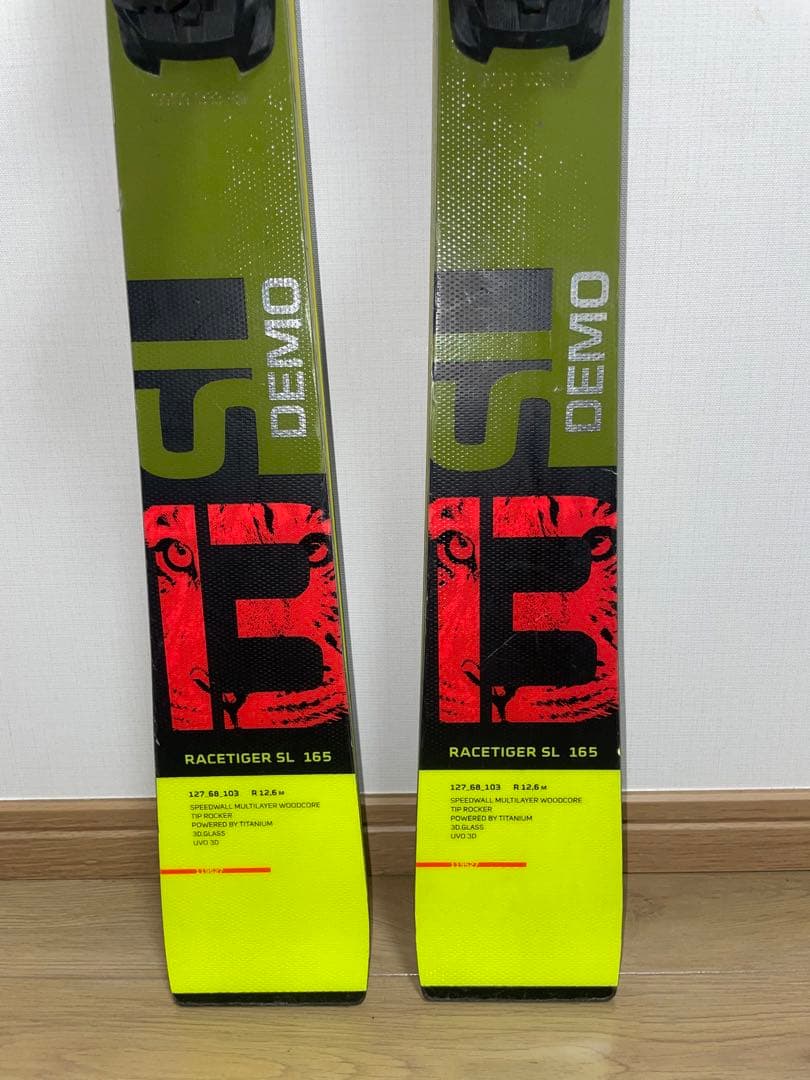 SL
DEMO
13
RACETIGER SL 165
127_68_103 R 12,6 M
SPEEDWALL MULTILAYER WOODCORE
TIP ROCKER
POWERED BY TITANIUM
3D.GLASS
UVO 3D
119527
SL
DEMO
13
RACETIGER SL 165
127_68_103 R 12,6 M
SPEEDWALL MULTILAYER WOODCORE
TIP ROCKER
POWERED BY TITANIUM
3D.GLASS
UVO 3D
119527